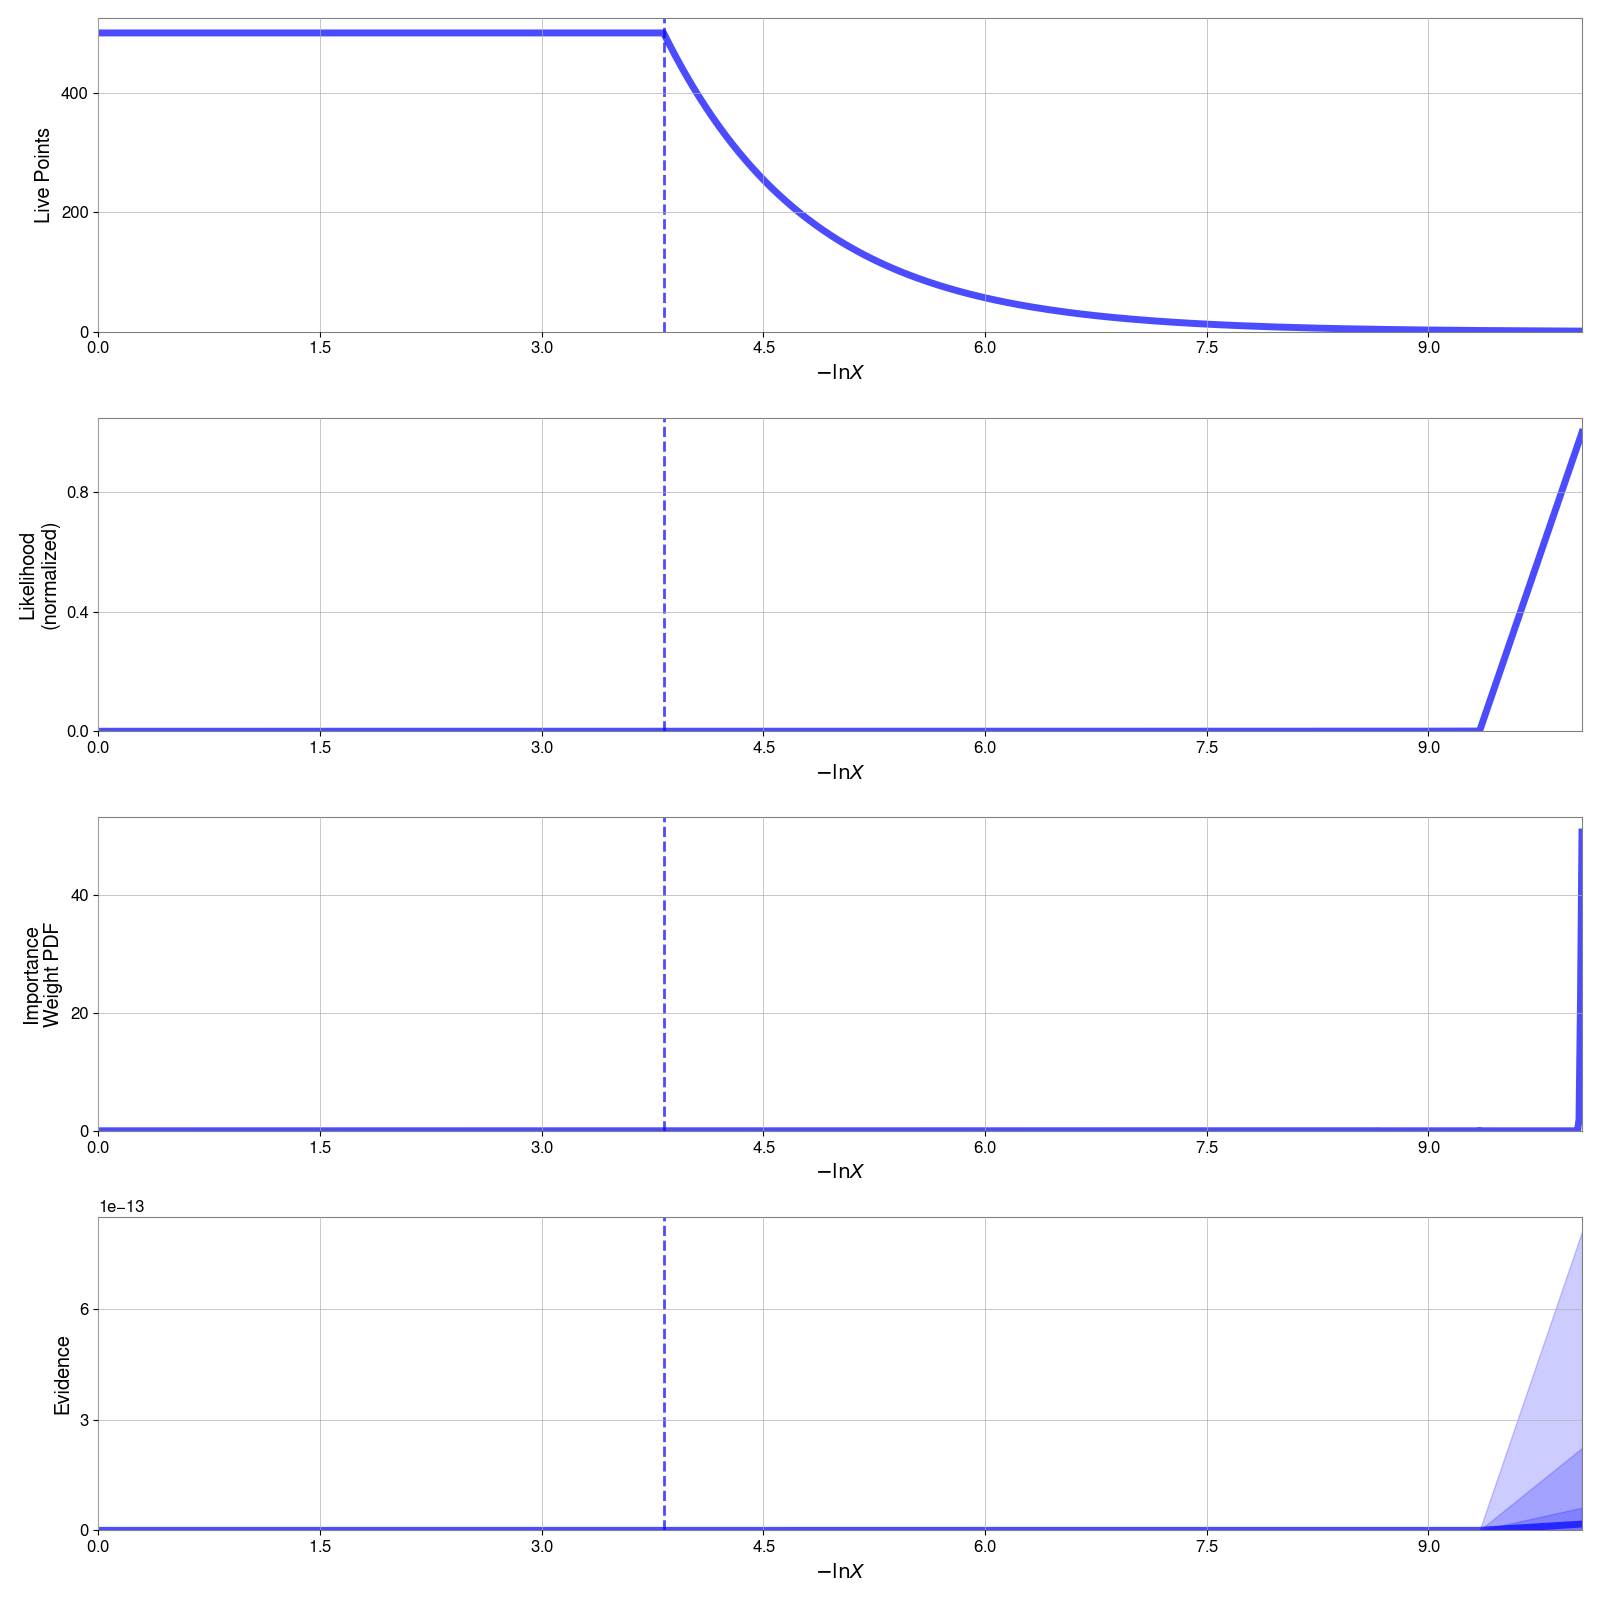 400
200
0
Live Points
0.0 1.5 3.0 4.5 6.0 7.5 9.0
−lnX
0.8
0.4
0.0
Likelihood
(normalized)
0.0 1.5 3.0 4.5 6.0 7.5 9.0
−lnX
40
20
0
Importance
Weight PDF
0.0 1.5 3.0 4.5 6.0 7.5 9.0
−lnX
1e−13
6
3
0
Evidence
0.0 1.5 3.0 4.5 6.0 7.5 9.0
−lnX